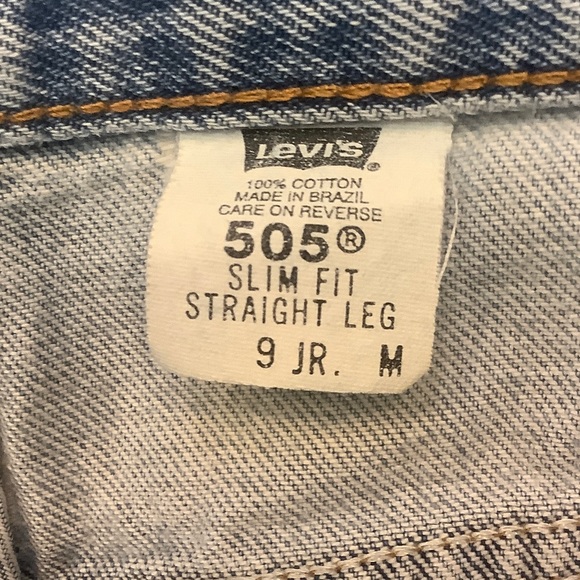 Levi's®
100% COTTON
MADE IN BRAZIL
CARE ON REVERSE
505®
SLIM FIT
STRAIGHT LEG
9 JR. M